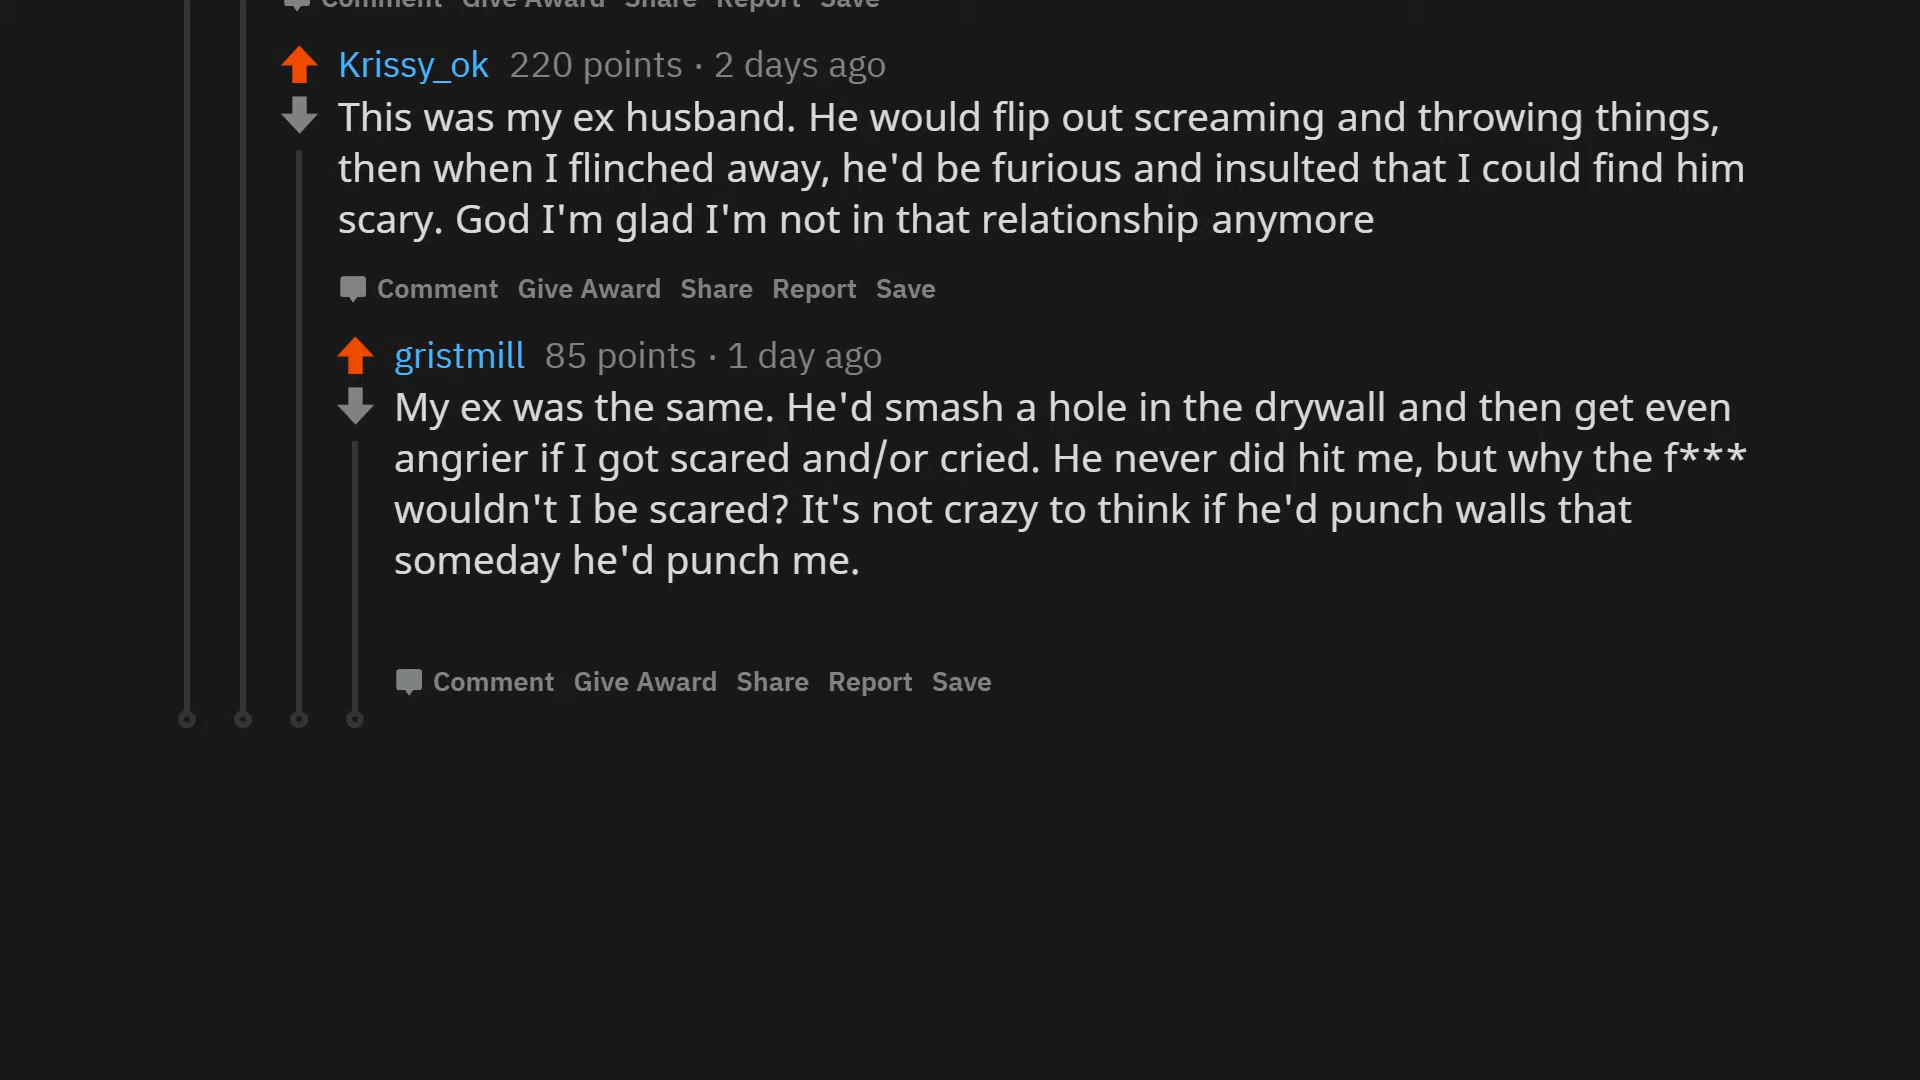 Comment Give Award Share Report Save
Krissy_ok 220 points · 2 days ago
This was my ex husband. He would flip out screaming and throwing things,
then when I flinched away, he'd be furious and insulted that I could find him
scary. God I'm glad I'm not in that relationship anymore
Comment Give Award Share Report Save
gristmill 85 points · 1 day ago
My ex was the same. He'd smash a hole in the drywall and then get even
angrier if I got scared and/or cried. He never did hit me, but why the f***
wouldn't I be scared? It's not crazy to think if he'd punch walls that
someday he'd punch me.
Comment Give Award Share Report Save